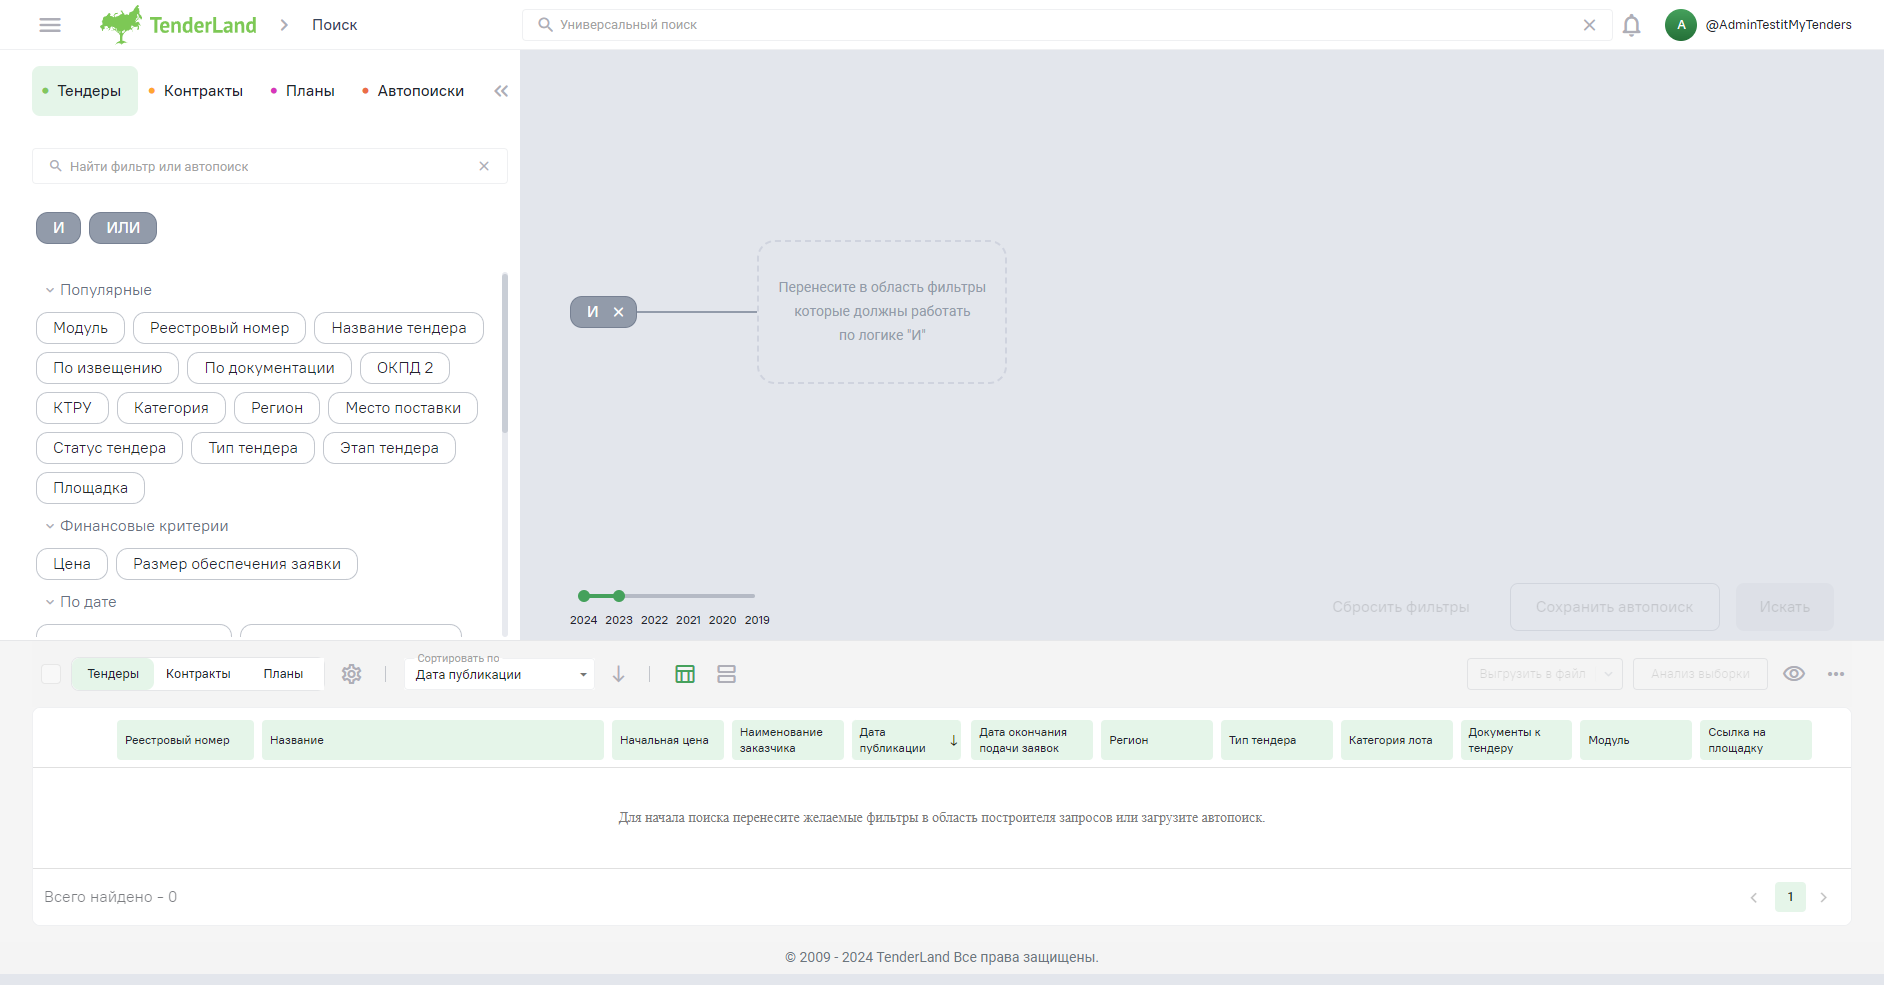 TenderLand
Поиск
Универсальный поиск
A
@AdminTestitMyTenders
Тендеры
Контракты
Планы
Автопоиски
Найти фильтр или автопоиск
И
ИЛИ
Популярные
Модуль
Реестровый номер
Название тендера
По извещению
По документации
ОКПД 2
КТРУ
Категория
Регион
Место поставки
Статус тендера
Тип тендера
Этап тендера
Площадка
Финансовые критерии
Цена
Размер обеспечения заявки
По дате
И
Перенесите в область фильтры
которые должны работать
по логике "И"
2024 2023 2022 2021 2020 2019
Сбросить фильтры
Сохранить автопоиск
Искать
Тендеры
Контракты
Планы
Сортировать по
Дата публикации
Выгрузить в файл
Анализ выборки
Реестровый номер
Название
Начальная цена
Наименование
заказчика
Дата
публикации
Дата окончания
подачи заявок
Регион
Тип тендера
Категория лота
Документы к
тендеру
Модуль
Ссылка на
площадку
Для начала поиска перенесите желаемые фильтры в область построителя запросов или загрузите автопоиск.
Всего найдено - 0
1
© 2009 - 2024 TenderLand Все права защищены.